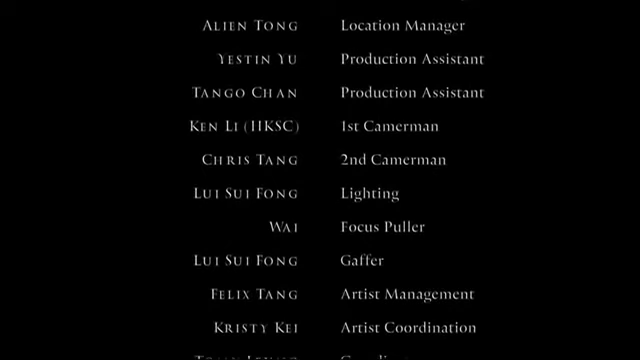 Alien Tong Location Manager
Yestin Yu Production Assistant
Tango Chan Production Assistant
Ken Li (HKSC) 1st Camerman
Chris Tang 2nd Camerman
Lui Sui Fong Lighting
Wai Focus Puller
Lui Sui Fong Gaffer
Felix Tang Artist Management
Kristy Kei Artist Coordination